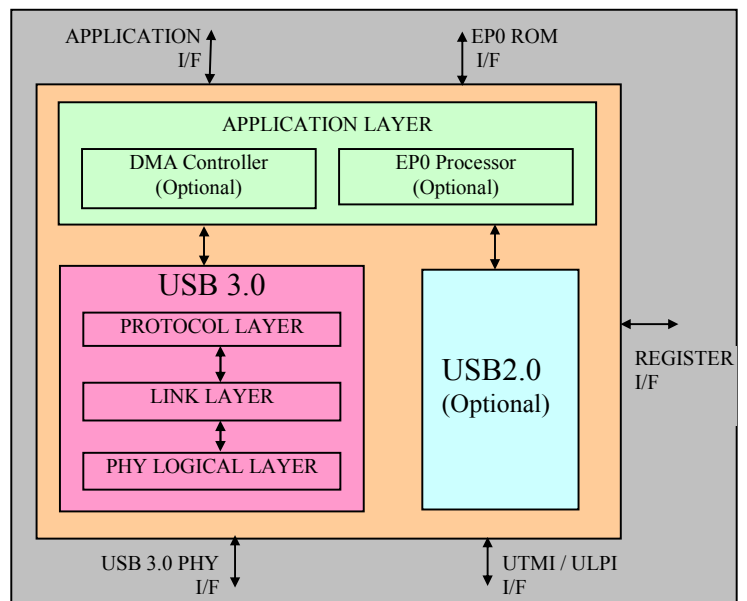 APPLICATION
I/F
EP0 ROM
I/F
APPLICATION LAYER
DMA Controller
(Optional)
EP0 Processor
(Optional)
USB 3.0
PROTOCOL LAYER
LINK LAYER
PHY LOGICAL LAYER
USB2.0
(Optional)
REGISTER
I/F
USB 3.0 PHY
I/F
UTMI / ULPI
I/F